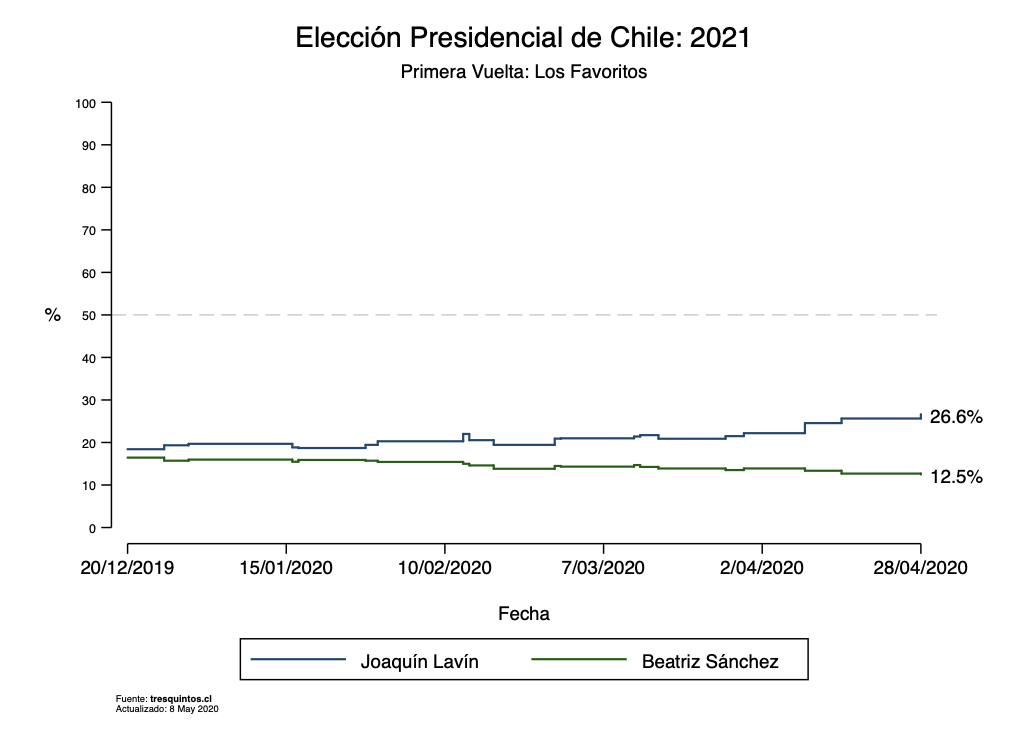 Elección Presidencial de Chile: 2021
Primera Vuelta: Los Favoritos
100
90
80
70
60
% 50
40
30
26.6%
20
12.5%
10
0
20/12/2019 15/01/2020 10/02/2020 7/03/2020 2/04/2020 28/04/2020
Fecha
Joaquín Lavín Beatriz Sánchez
Fuente: tresquintos.cl
Actualizado: 8 May 2020